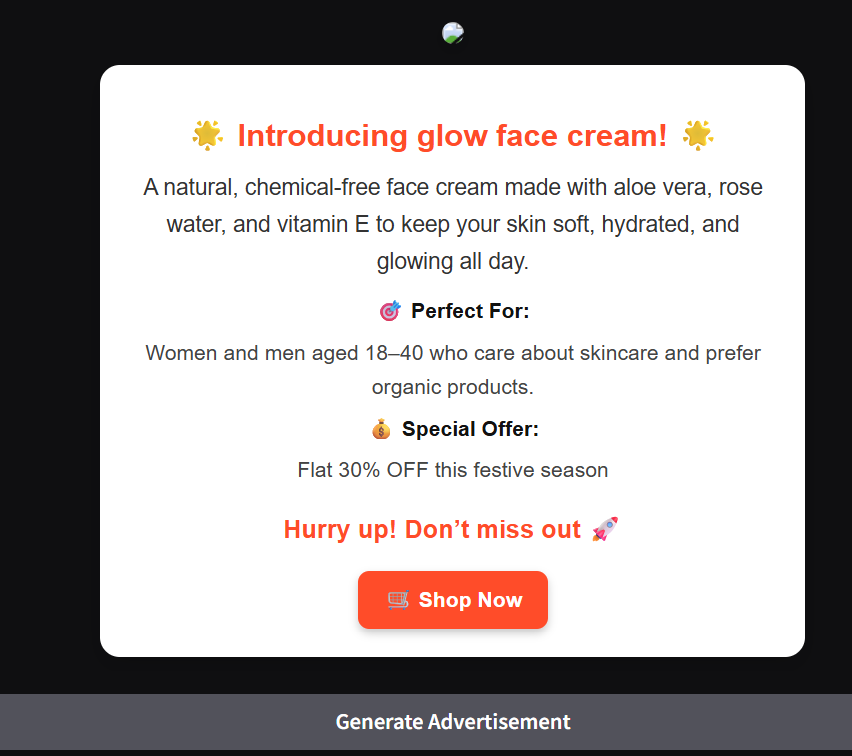 🌟 Introducing glow face cream! 🌟
A natural, chemical-free face cream made with aloe vera, rose
water, and vitamin E to keep your skin soft, hydrated, and
glowing all day.
🎯 Perfect For:
Women and men aged 18–40 who care about skincare and prefer
organic products.
💰 Special Offer:
Flat 30% OFF this festive season
Hurry up! Don’t miss out 🚀
🛒 Shop Now
Generate Advertisement